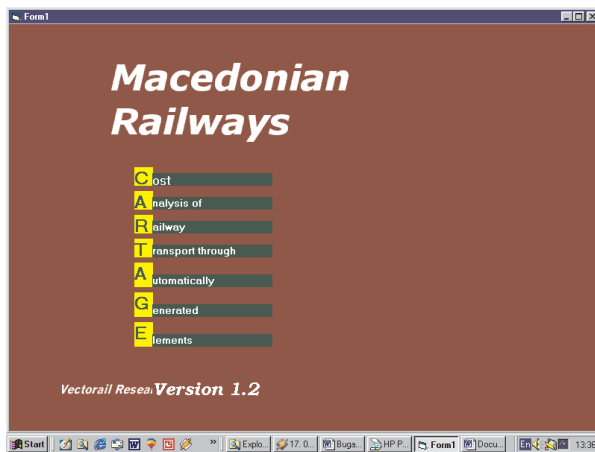 Form1
Macedonian
Railways
Cost
Analysis of
Railway
Transport through
Automatically
Generated
Elements
Vectorail Resear Version 1.2
Start » Explo... 17. 0... Buga... HP P... Form1 Docu... En 13:36